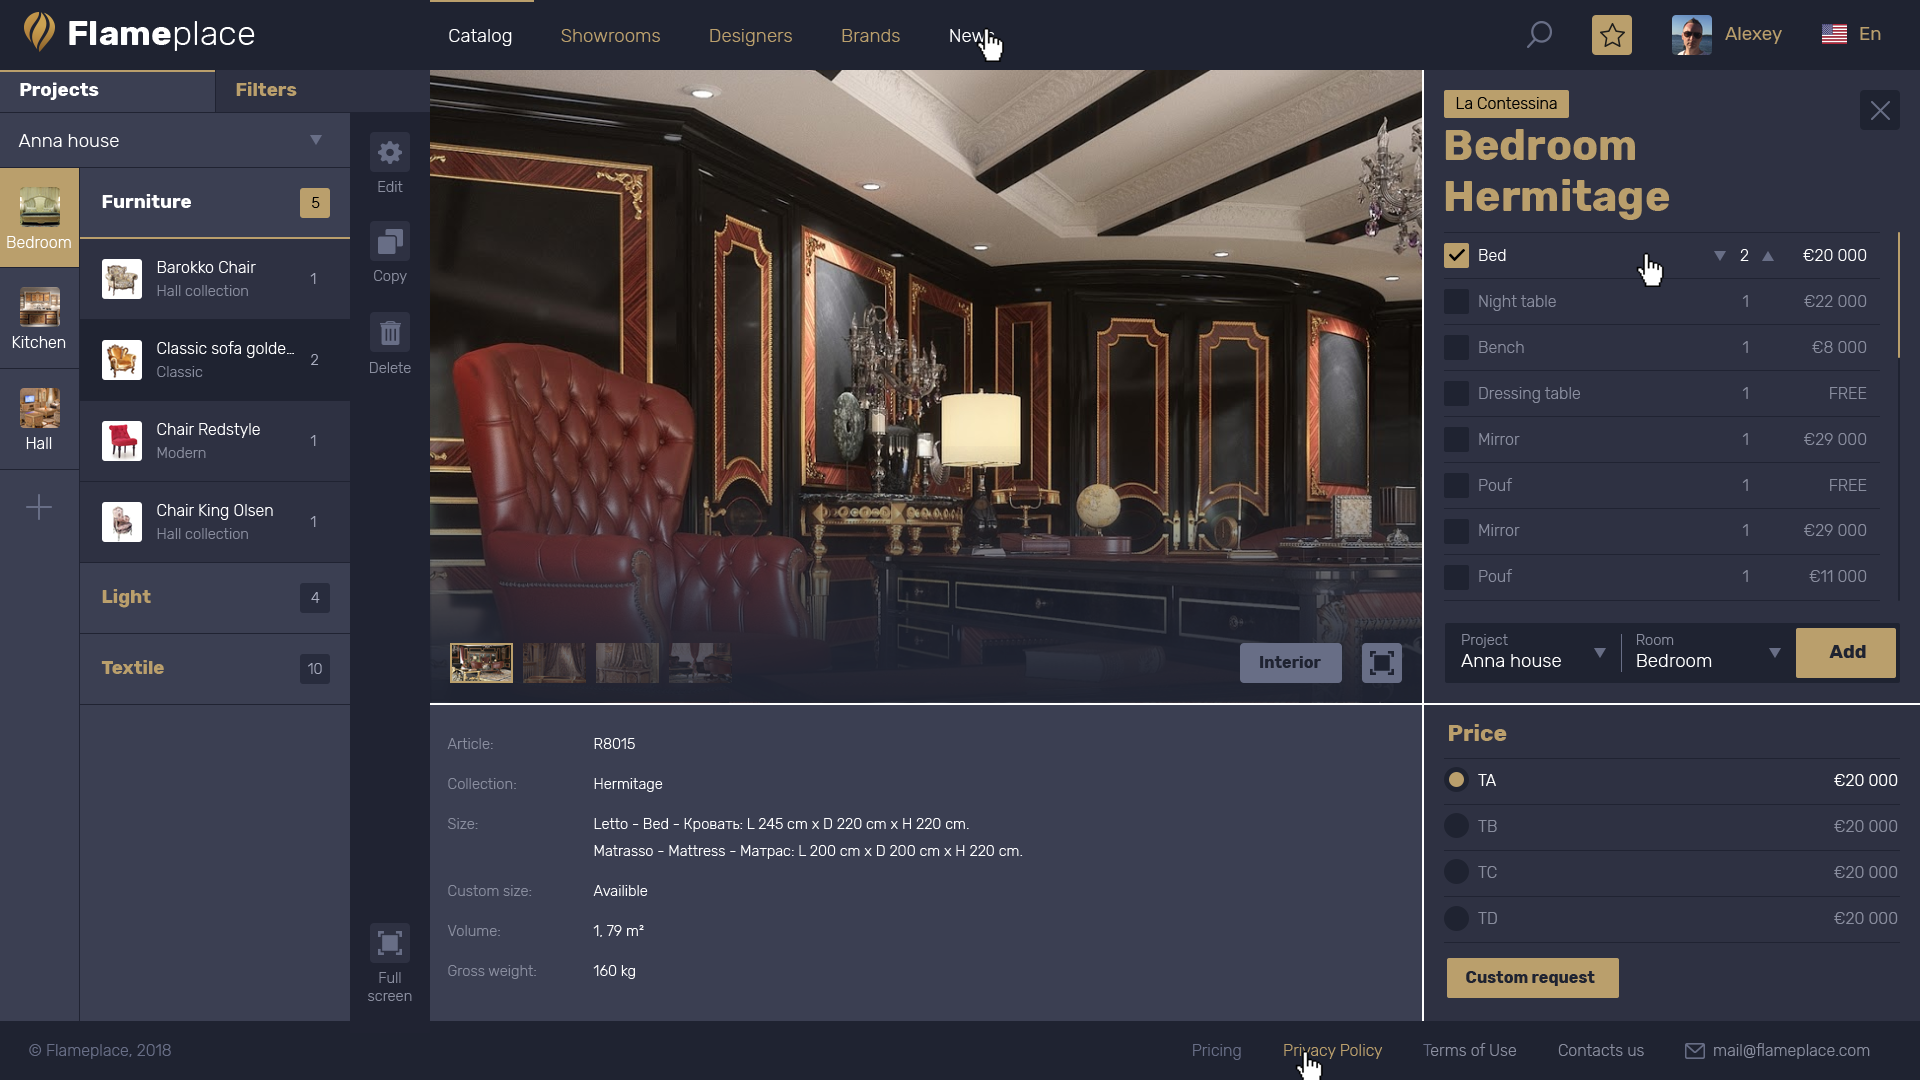 Flameplace
Catalog
Showrooms
Designers
Brands
New
Alexey
En
Projects
Filters
Anna house
Bedroom
Kitchen
Hall
Furniture
5
Barokko Chair
Hall collection
1
Classic sofa golde...
Classic
2
Chair Redstyle
Modern
1
Chair King Olsen
Hall collection
1
Light
4
Textile
10
Edit
Copy
Delete
Full
screen
Interior
La Contessina
Bedroom
Hermitage
Bed 2 €20 000
Night table 1 €22 000
Bench 1 €8 000
Dressing table 1 FREE
Mirror 1 €29 000
Pouf 1 FREE
Mirror 1 €29 000
Pouf 1 €11 000
Project
Anna house
Room
Bedroom
Add
Article: R8015
Collection: Hermitage
Size: Letto - Bed - Кровать: L 245 cm x D 220 cm x H 220 cm.
Matrasso - Mattress - Матрас: L 200 cm x D 200 cm x H 220 cm.
Custom size: Availible
Volume: 1, 79 m²
Gross weight: 160 kg
Price
TA €20 000
TB €20 000
TC €20 000
TD €20 000
Custom request
© Flameplace, 2018
Pricing
Privacy Policy
Terms of Use
Contacts us
mail@flameplace.com